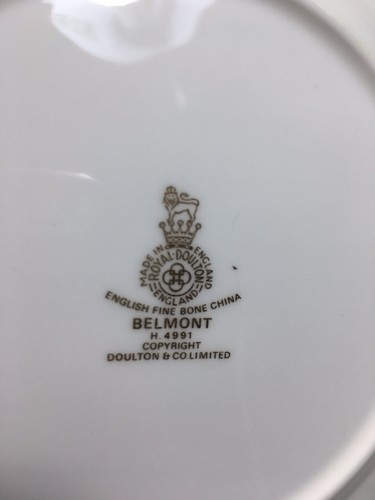 MADE IN ENGLAND
ROYAL DOULTON
ENGLAND
ENGLISH FINE BONE CHINA
BELMONT
H. 4991
COPYRIGHT
DOULTON & CO.LIMITED